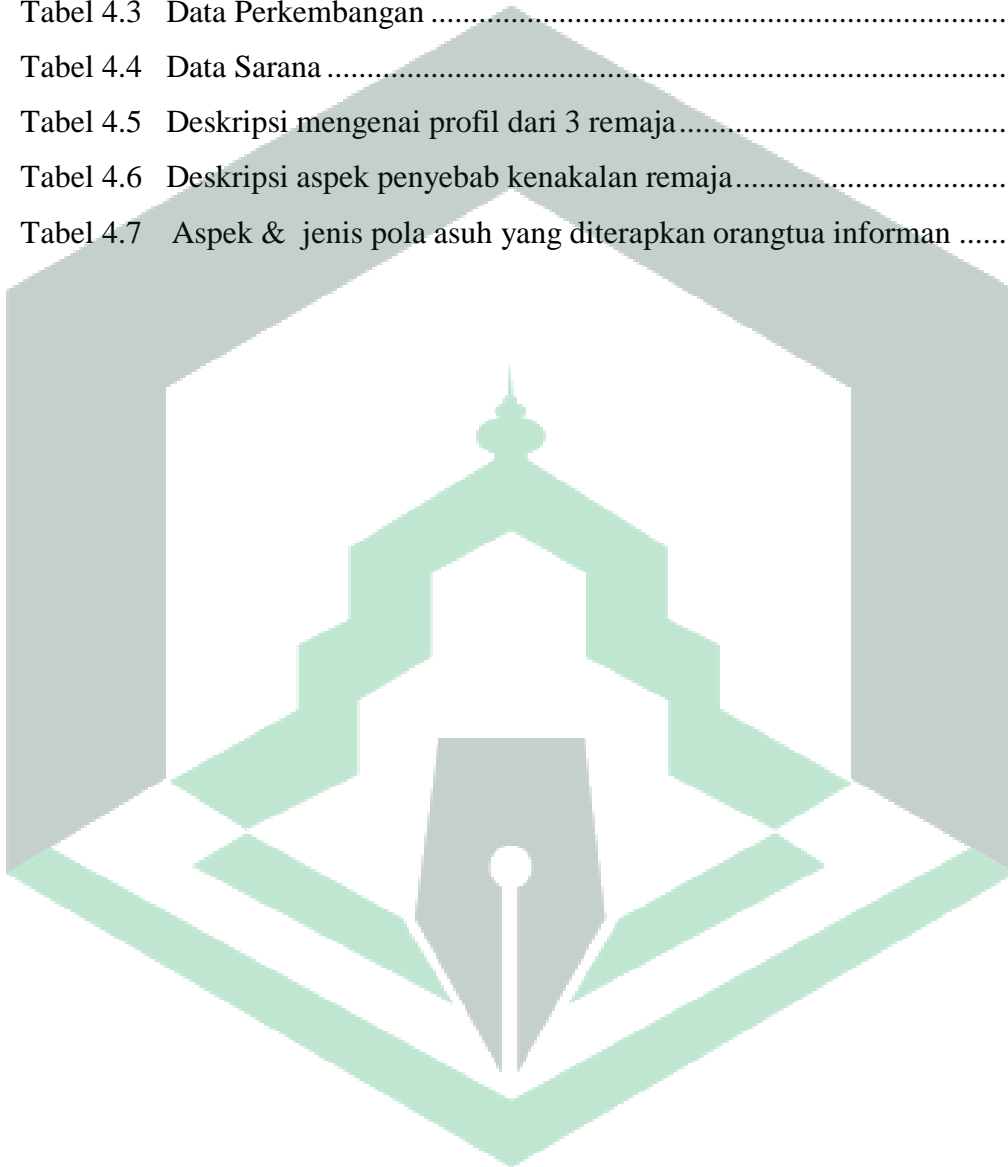 Tabel 4.3 Data Perkembangan ..........................................................................
Tabel 4.4 Data Sarana .......................................................................................
Tabel 4.5 Deskripsi mengenai profil dari 3 remaja..........................................
Tabel 4.6 Deskripsi aspek penyebab kenakalan remaja...................................
Tabel 4.7 Aspek & jenis pola asuh yang diterapkan orangtua informan ......